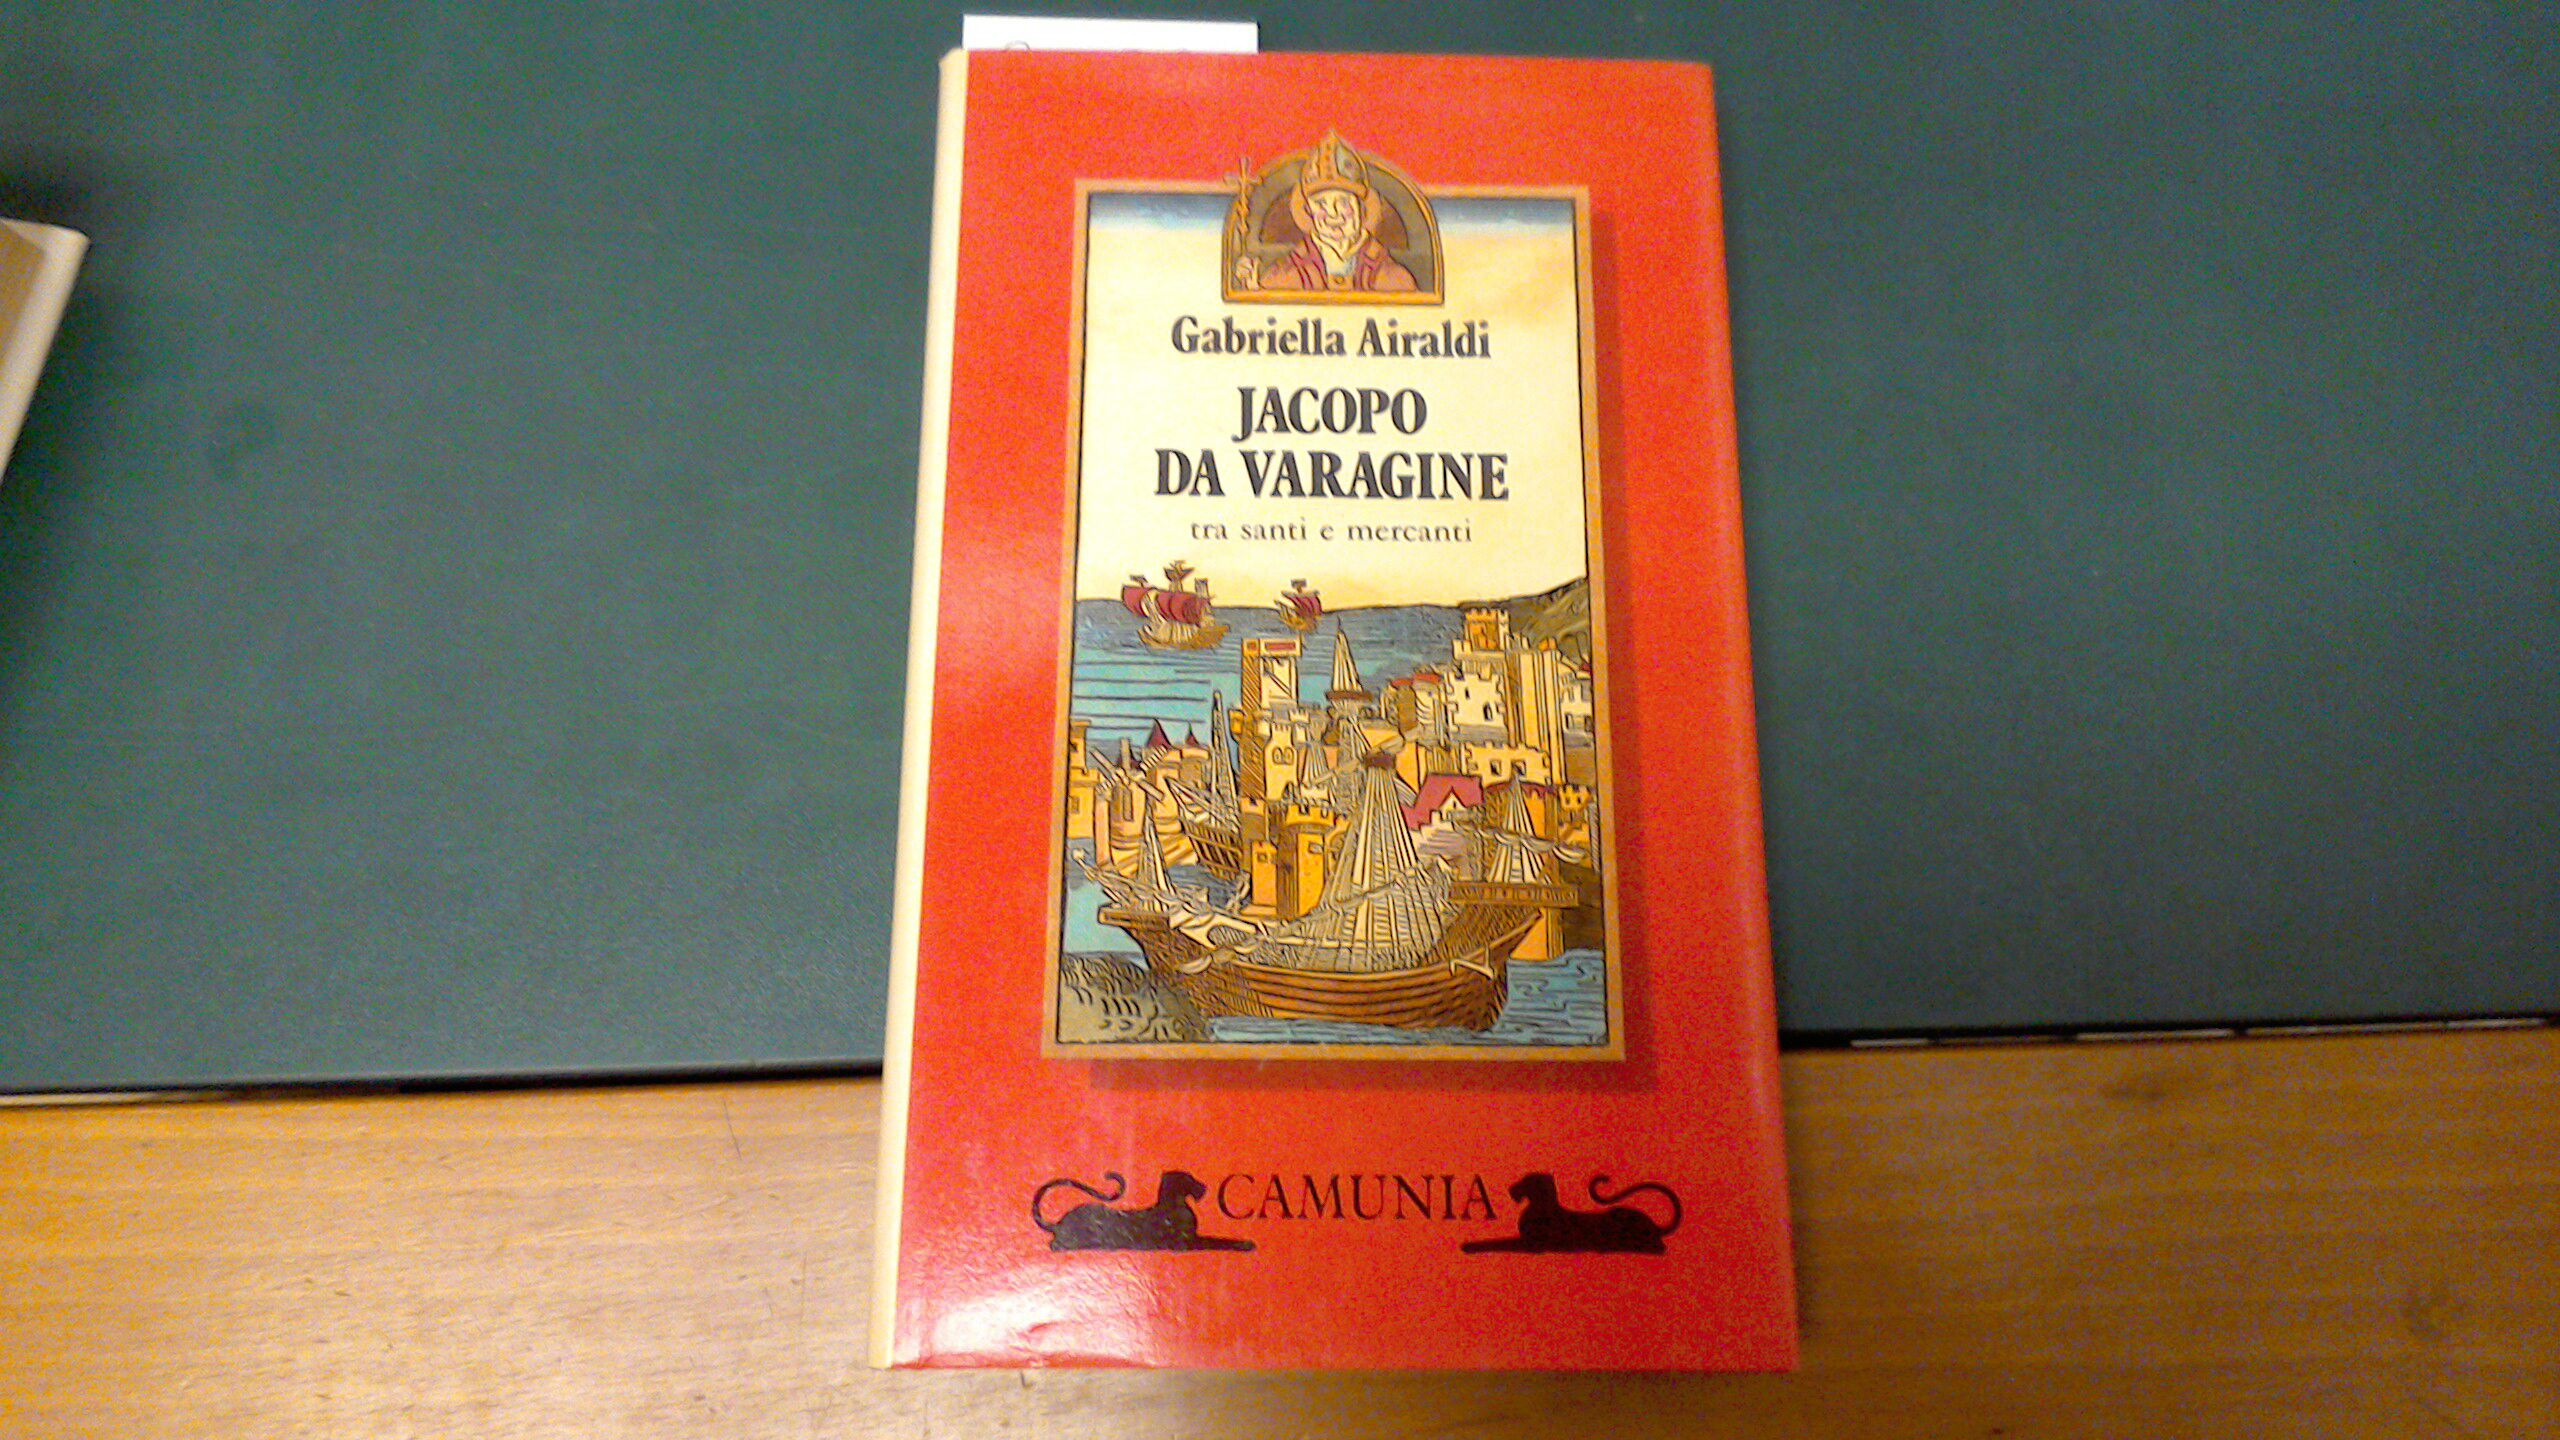 Gabriella Airaldi
JACOPO
DA VARAGINE
tra santi e mercanti
CAMUNIA